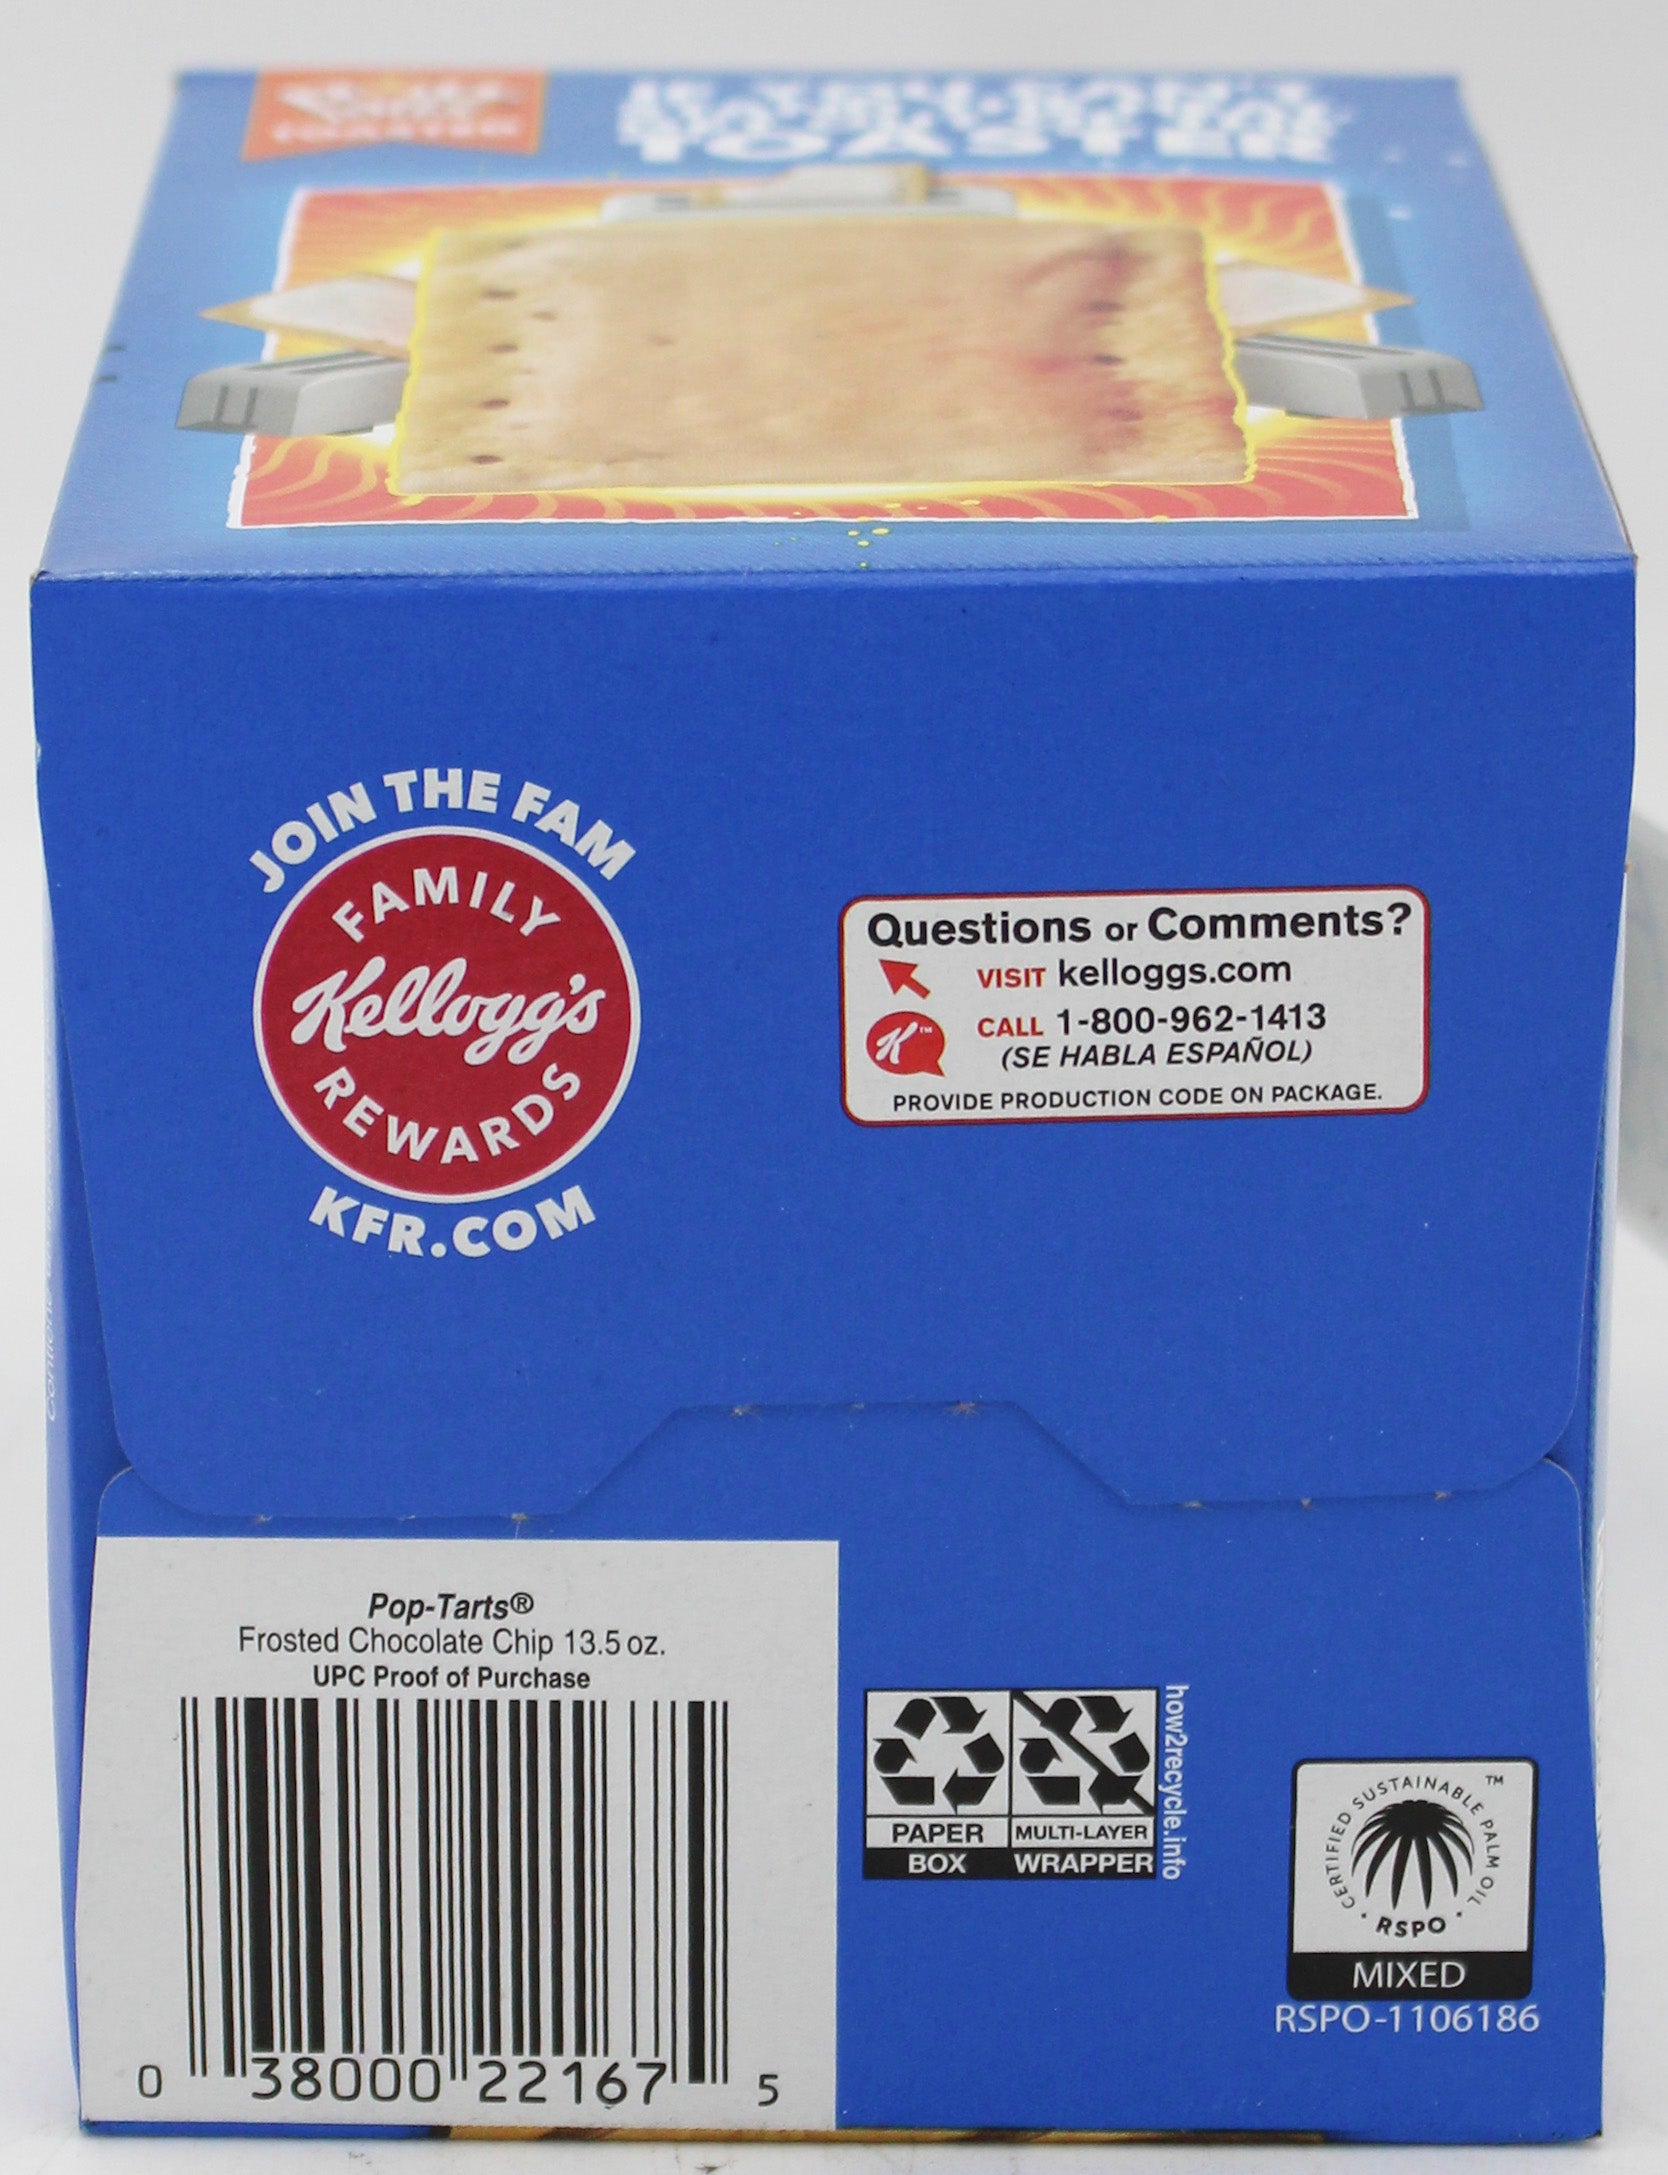 TOASTER
JOIN THE FAM
FAMILY
Kellogg's
REWARDS
KFR.COM
Questions or Comments?
VISIT kelloggs.com
K™
CALL 1-800-962-1413
(SE HABLA ESPAÑOL)
PROVIDE PRODUCTION CODE ON PACKAGE.
Pop-Tarts®
Frosted Chocolate Chip 13.5 oz.
UPC Proof of Purchase
0 38000 22167 5
PAPER
BOX
MULTI-LAYER
WRAPPER
how2recycle.info
CERTIFIED SUSTAINABLE PALM OIL ™
RSPO
MIXED
RSPO-1106186